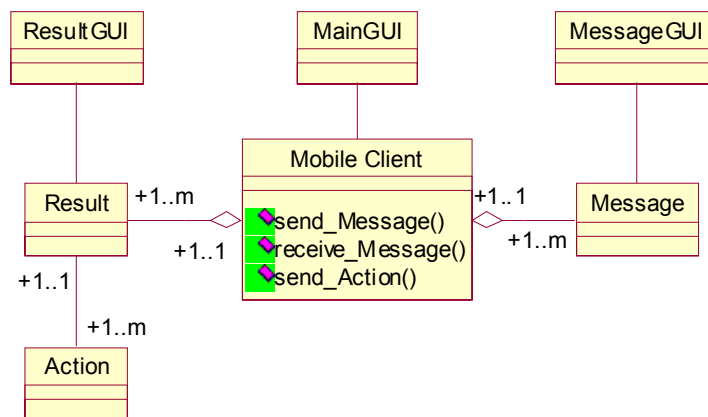 ResultGUI
MainGUI
MessageGUI
Mobile Client
Result
+1..m
+1..1
send_Message()
receive_Message()
send_Action()
+1..1
+1..m
Message
+1..1
+1..m
Action